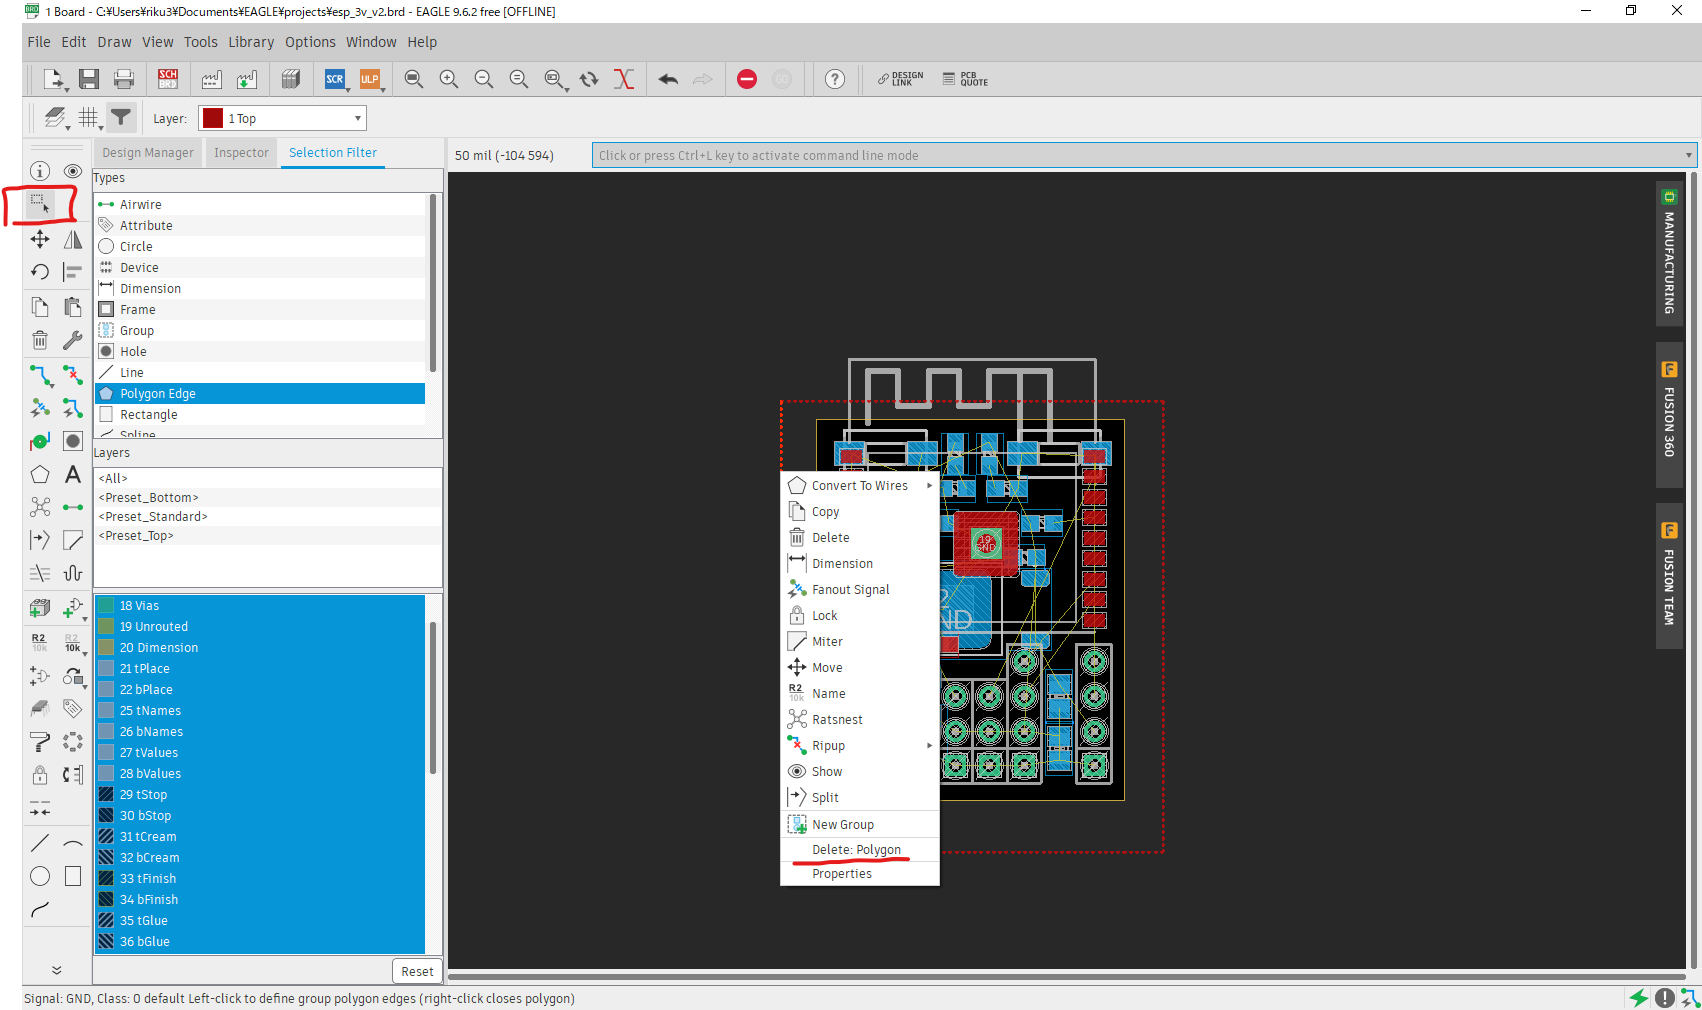 1 Board - C:¥Users¥riku3¥Documents¥EAGLE¥projects¥esp_3v_v2.brd - EAGLE 9.6.2 free [OFFLINE]
File Edit Draw View Tools Library Options Window Help
SCH
BRD
SCR
ULP
GO
DESIGN
LINK
PCB
QUOTE
Layer:
1 Top
Design Manager
Inspector
Selection Filter
50 mil (-104 594)
Click or press Ctrl+L key to activate command line mode
Types
Airwire
Attribute
Circle
Device
Dimension
Frame
Group
Hole
Line
Polygon Edge
Rectangle
Spline
Layers
<All>
<Preset_Bottom>
<Preset_Standard>
<Preset_Top>
18 Vias
19 Unrouted
20 Dimension
21 tPlace
22 bPlace
25 tNames
26 bNames
27 tValues
28 bValues
29 tStop
30 bStop
31 tCream
32 bCream
33 tFinish
34 bFinish
35 tGlue
36 bGlue
Reset
R2
10k
R2
10k
Convert To Wires
Copy
Delete
Dimension
Fanout Signal
Lock
Miter
Move
R2
10k
Name
Ratsnest
Ripup
Show
Split
New Group
Delete: Polygon
Properties
19
GND
2
ND
MANUFACTURING
FUSION 360
FUSION TEAM
Signal: GND, Class: 0 default Left-click to define group polygon edges (right-click closes polygon)